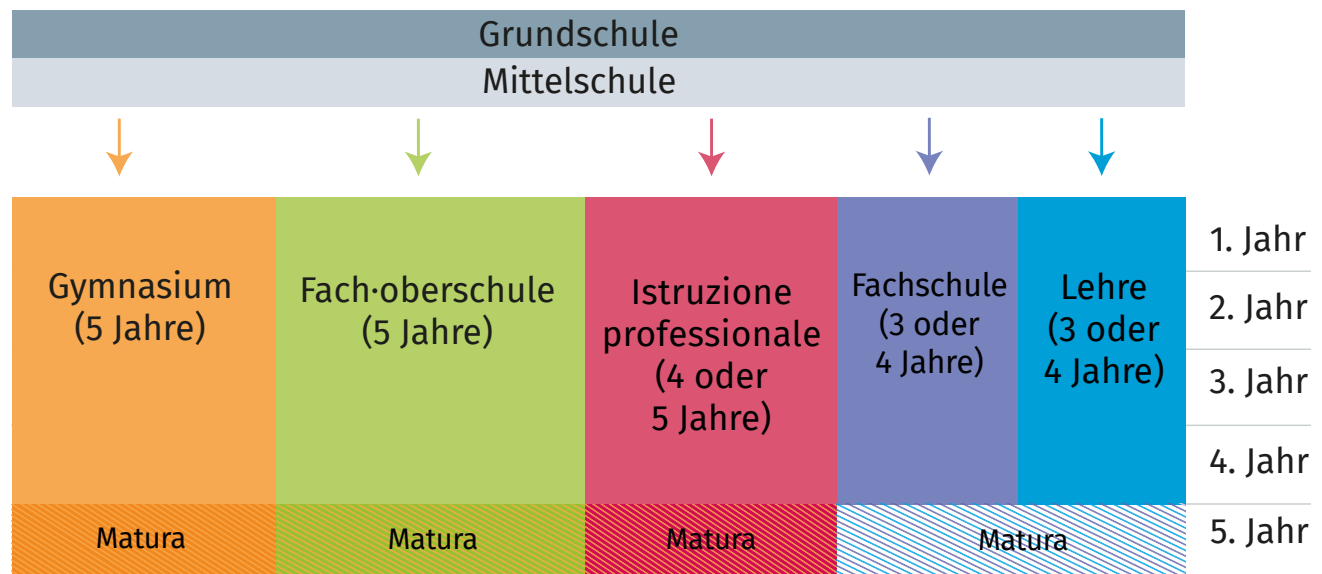 Grundschule
Mittelschule
Gymnasium
(5 Jahre)
Fach·oberschule
(5 Jahre)
Istruzione
professionale
(4 oder
5 Jahre)
Fachschule
(3 oder
4 Jahre)
Lehre
(3 oder
4 Jahre)
1. Jahr
2. Jahr
3. Jahr
4. Jahr
5. Jahr
Matura
Matura
Matura
Matura